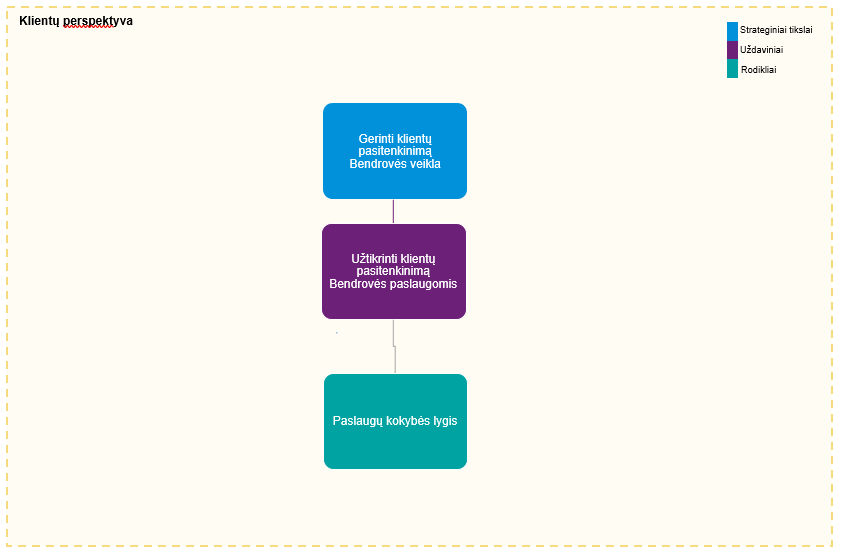 Klientų perspektyva
Strateginiai tikslai
Uždaviniai
Rodikliai
Gerinti klientų
pasitenkinimą
Bendrovės veikla
Užtikrinti klientų
pasitenkinimą
Bendrovės paslaugomis
Paslaugų kokybės lygis